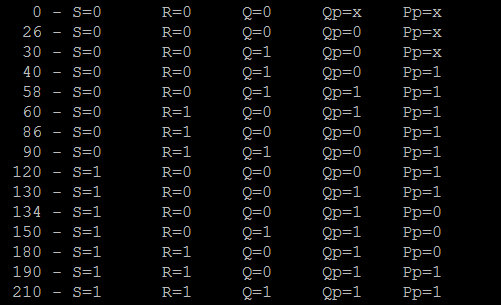 0 - S=0 R=0 Q=0 Qp=x Pp=x
26 - S=0 R=0 Q=0 Qp=0 Pp=x
30 - S=0 R=0 Q=1 Qp=0 Pp=x
40 - S=0 R=0 Q=1 Qp=0 Pp=1
58 - S=0 R=0 Q=1 Qp=1 Pp=1
60 - S=0 R=1 Q=0 Qp=1 Pp=1
86 - S=0 R=1 Q=0 Qp=0 Pp=1
90 - S=0 R=1 Q=1 Qp=0 Pp=1
120 - S=1 R=0 Q=0 Qp=0 Pp=1
130 - S=1 R=0 Q=0 Qp=1 Pp=1
134 - S=1 R=0 Q=0 Qp=1 Pp=0
150 - S=1 R=0 Q=1 Qp=1 Pp=0
180 - S=1 R=1 Q=0 Qp=1 Pp=0
190 - S=1 R=1 Q=0 Qp=1 Pp=1
210 - S=1 R=1 Q=1 Qp=1 Pp=1